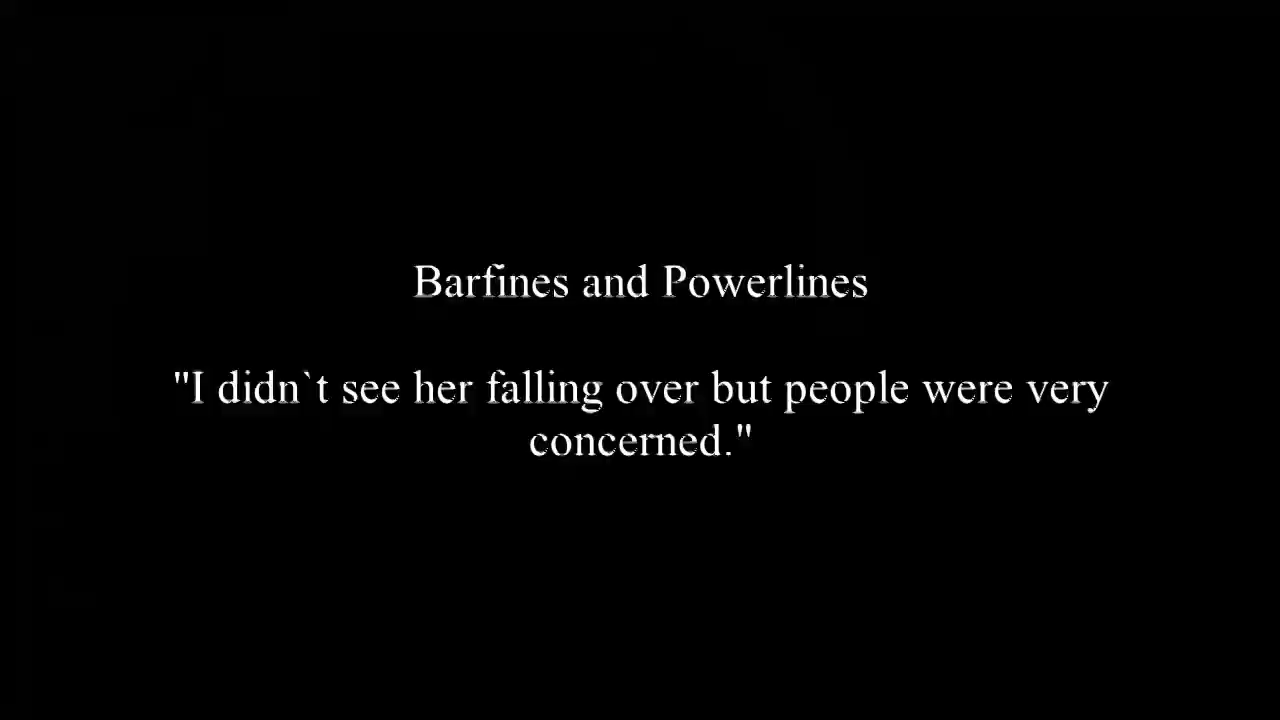 Barfines and Powerlines
"I didn`t see her falling over but people were very
concerned."